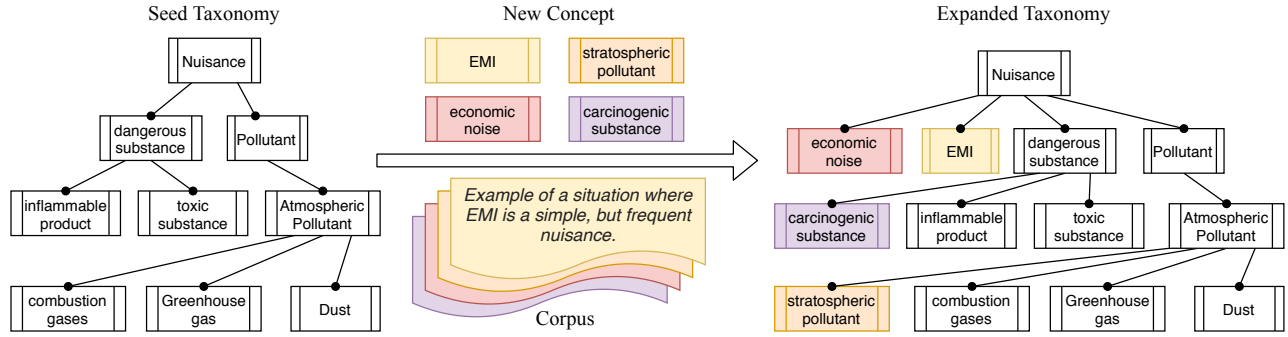 Seed Taxonomy
Nuisance
dangerous
substance
Pollutant
inflammable
product
toxic
substance
Atmospheric
Pollutant
combustion
gases
Greenhouse
gas
Dust
New Concept
EMI
stratospheric
pollutant
economic
noise
carcinogenic
substance
Example of a situation where
EMI is a simple, but frequent
nuisance.
Corpus
Expanded Taxonomy
Nuisance
economic
noise
EMI
dangerous
substance
Pollutant
carcinogenic
substance
inflammable
product
toxic
substance
Atmospheric
Pollutant
stratospheric
pollutant
combustion
gases
Greenhouse
gas
Dust